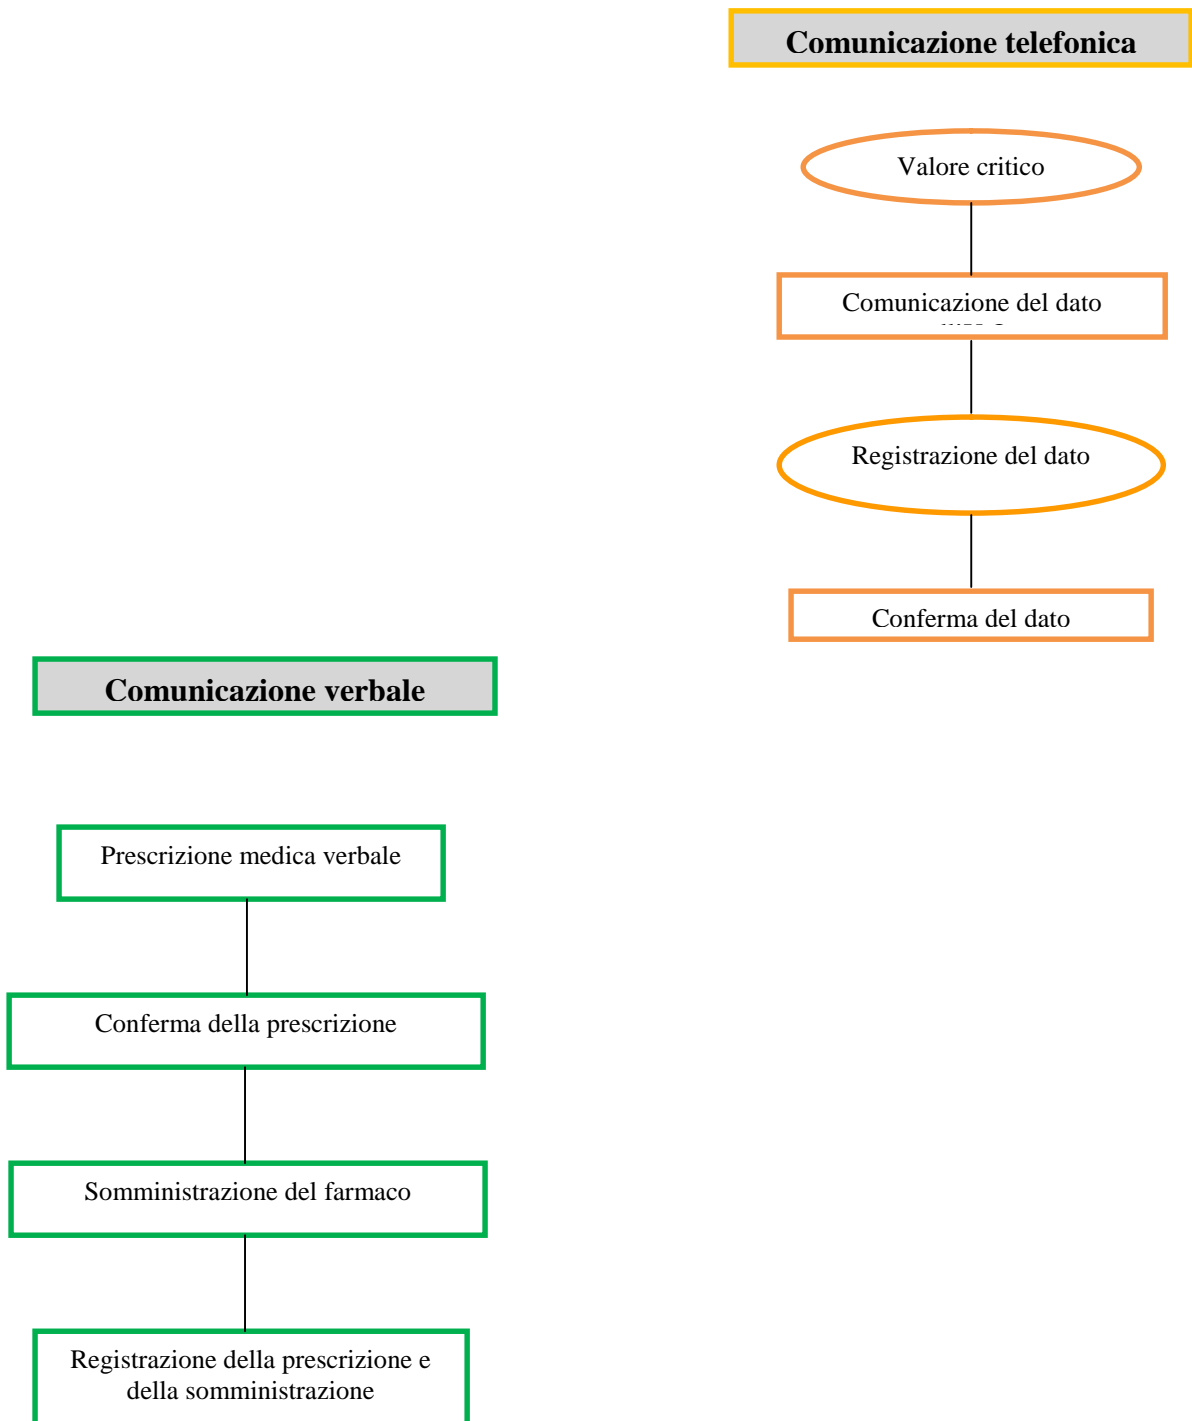 Comunicazione telefonica
Valore critico
Comunicazione del dato
Registrazione del dato
Conferma del dato
Comunicazione verbale
Prescrizione medica verbale
Conferma della prescrizione
Somministrazione del farmaco
Registrazione della prescrizione e
della somministrazione